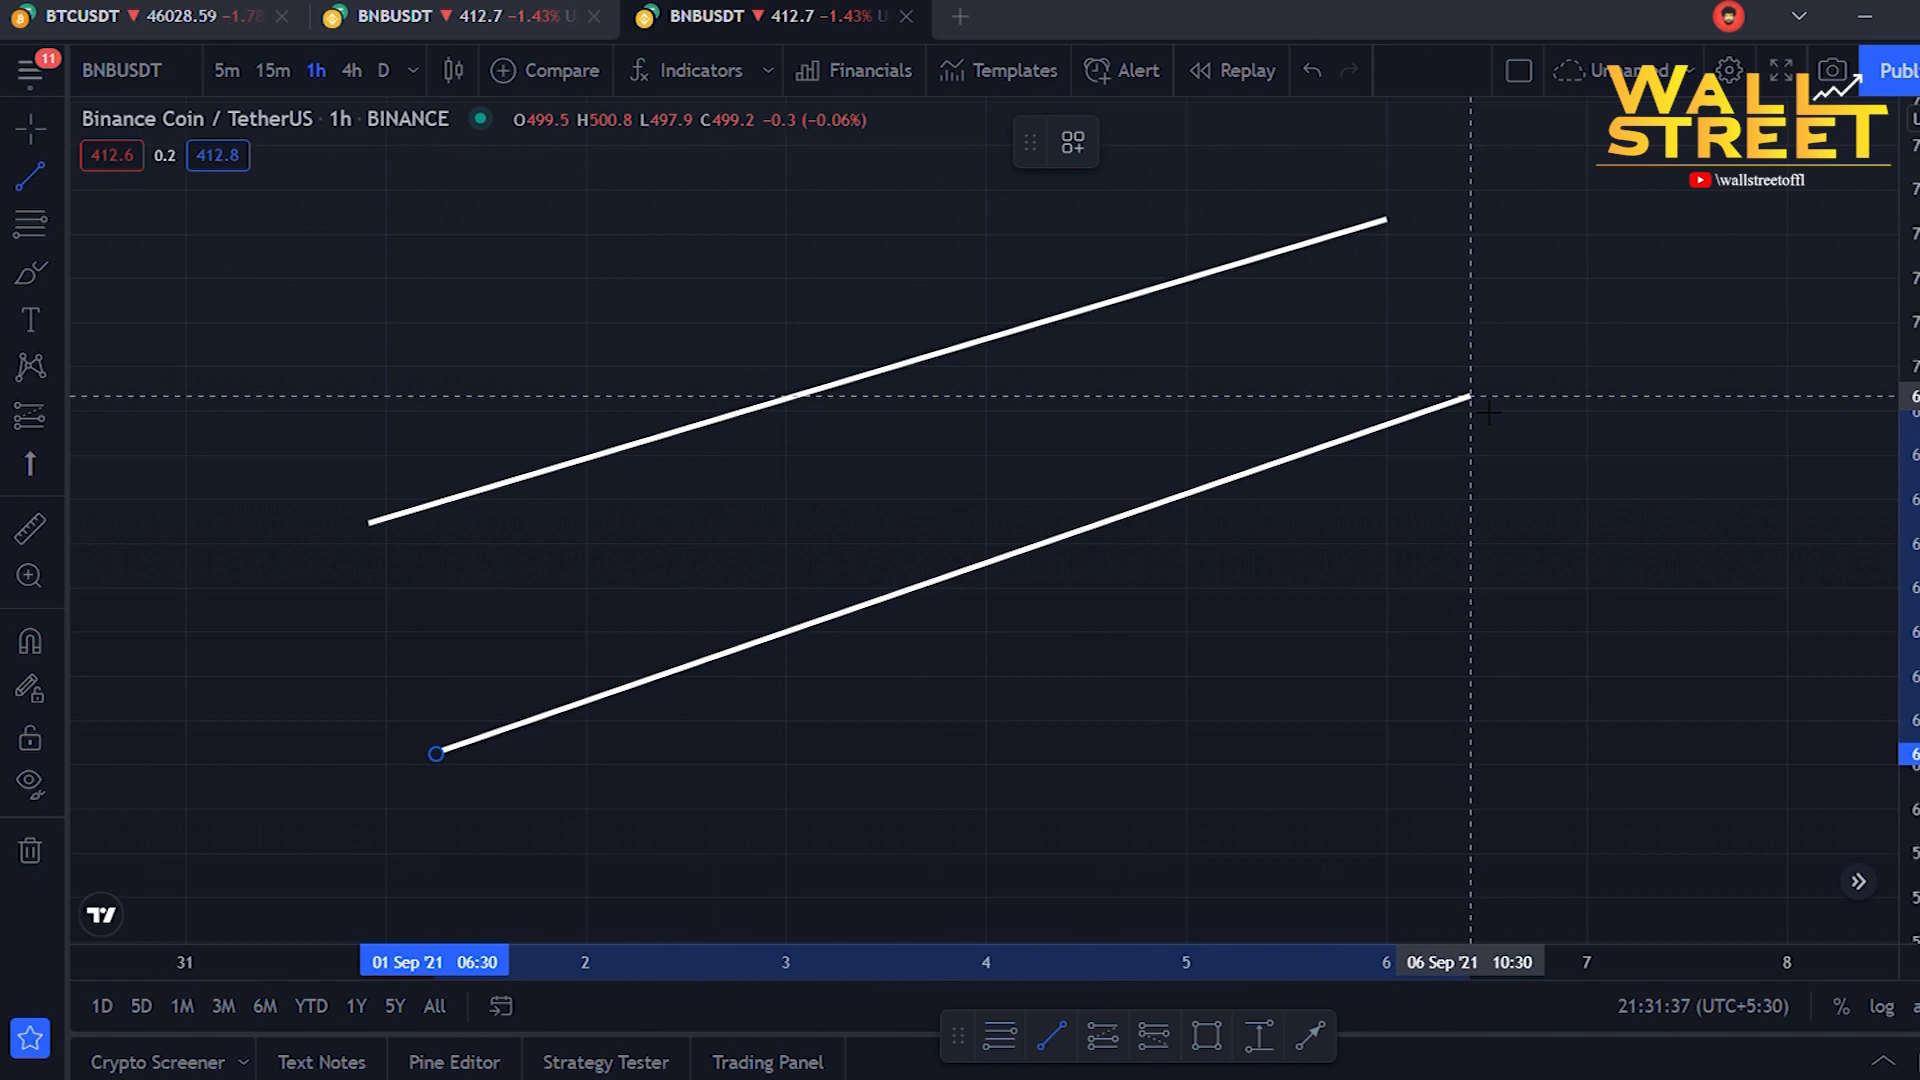 BTCUSDT ▼ 46028.59 −1.78
BNBUSDT ▼ 412.7 −1.43% U
BNBUSDT ▼ 412.7 −1.43% U
11
BNBUSDT 5m 15m 1h 4h D Compare Indicators Financials Templates Alert Replay Publ
WALL
STREET
\wallstreetoffl
Binance Coin / TetherUS · 1h · BINANCE O499.5 H500.8 L497.9 C499.2 −0.3 (−0.06%)
412.6 0.2 412.8
31 01 Sep '21 06:30 2 3 4 5 6 06 Sep '21 10:30 7 8
1D 5D 1M 3M 6M YTD 1Y 5Y All 21:31:37 (UTC+5:30) % log
Crypto Screener Text Notes Pine Editor Strategy Tester Trading Panel